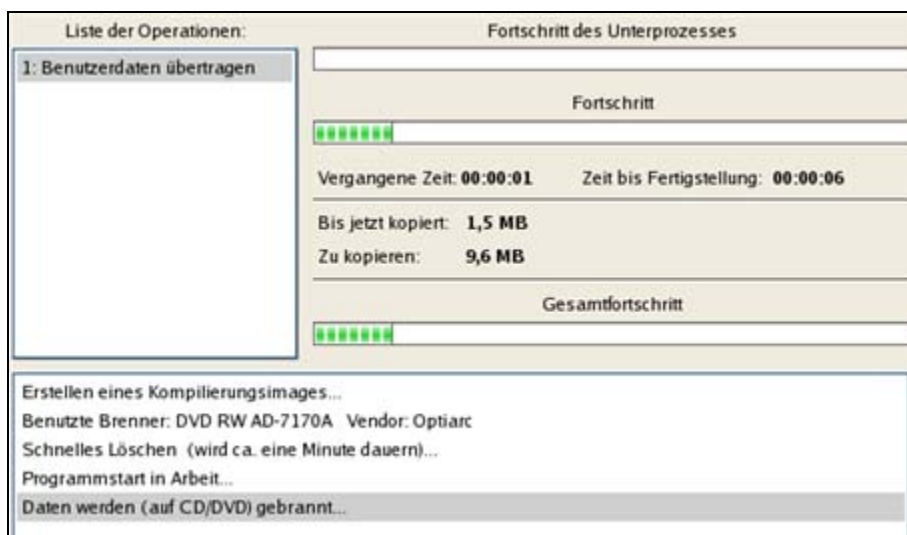 Liste der Operationen:
1: Benutzerdaten übertragen
Fortschritt des Unterprozesses
Fortschritt
Vergangene Zeit: 00:00:01 Zeit bis Fertigstellung: 00:00:06
Bis jetzt kopiert: 1,5 MB
Zu kopieren: 9,6 MB
Gesamtfortschritt
Erstellen eines Kompilierungsimages...
Benutzte Brenner: DVD RW AD-7170A Vendor: Optiarc
Schnelles Löschen (wird ca. eine Minute dauern)...
Programmstart in Arbeit...
Daten werden (auf CD/DVD) gebrannt...